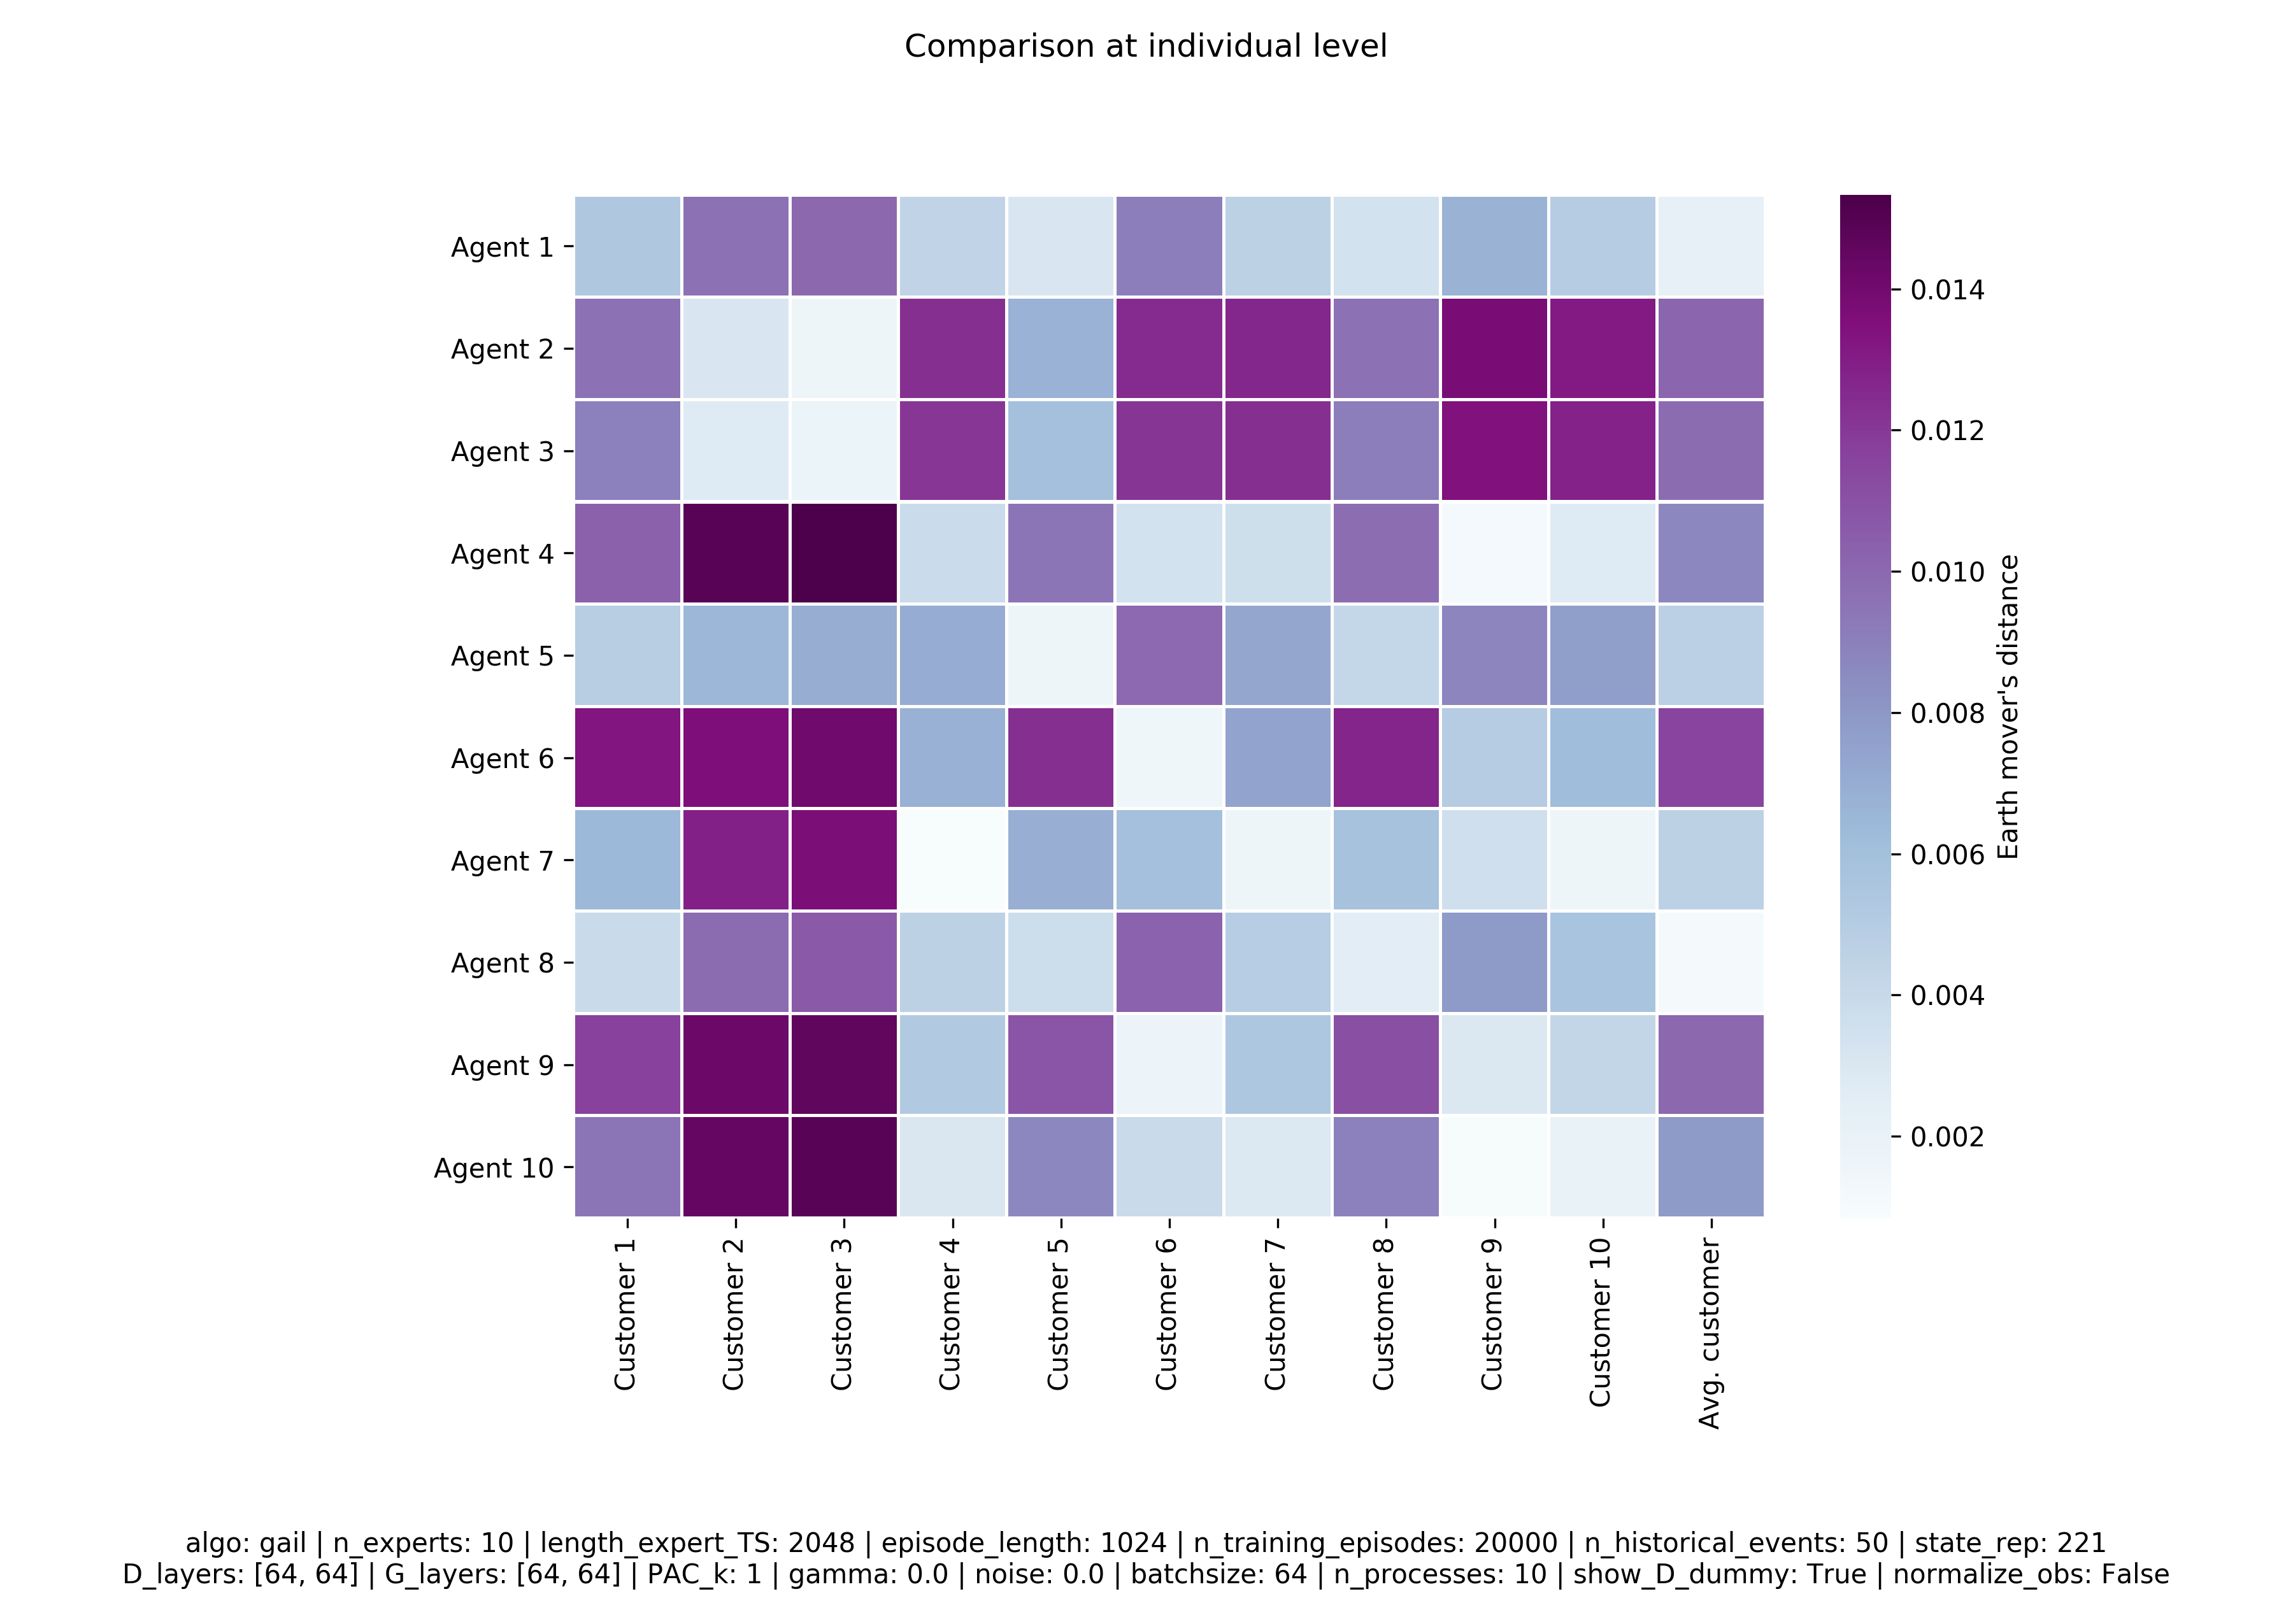 Comparison at individual level
Agent 1
Agent 2
Agent 3
Agent 4
Agent 5
Agent 6
Agent 7
Agent 8
Agent 9
Agent 10
Customer 1
Customer 2
Customer 3
Customer 4
Customer 5
Customer 6
Customer 7
Customer 8
Customer 9
Customer 10
Avg. customer
0.014
0.012
0.010
0.008
0.006
0.004
0.002
Earth mover's distance
algo: gail | n_experts: 10 | length_expert_TS: 2048 | episode_length: 1024 | n_training_episodes: 20000 | n_historical_events: 50 | state_rep: 221
D_layers: [64, 64] | G_layers: [64, 64] | PAC_k: 1 | gamma: 0.0 | noise: 0.0 | batchsize: 64 | n_processes: 10 | show_D_dummy: True | normalize_obs: False